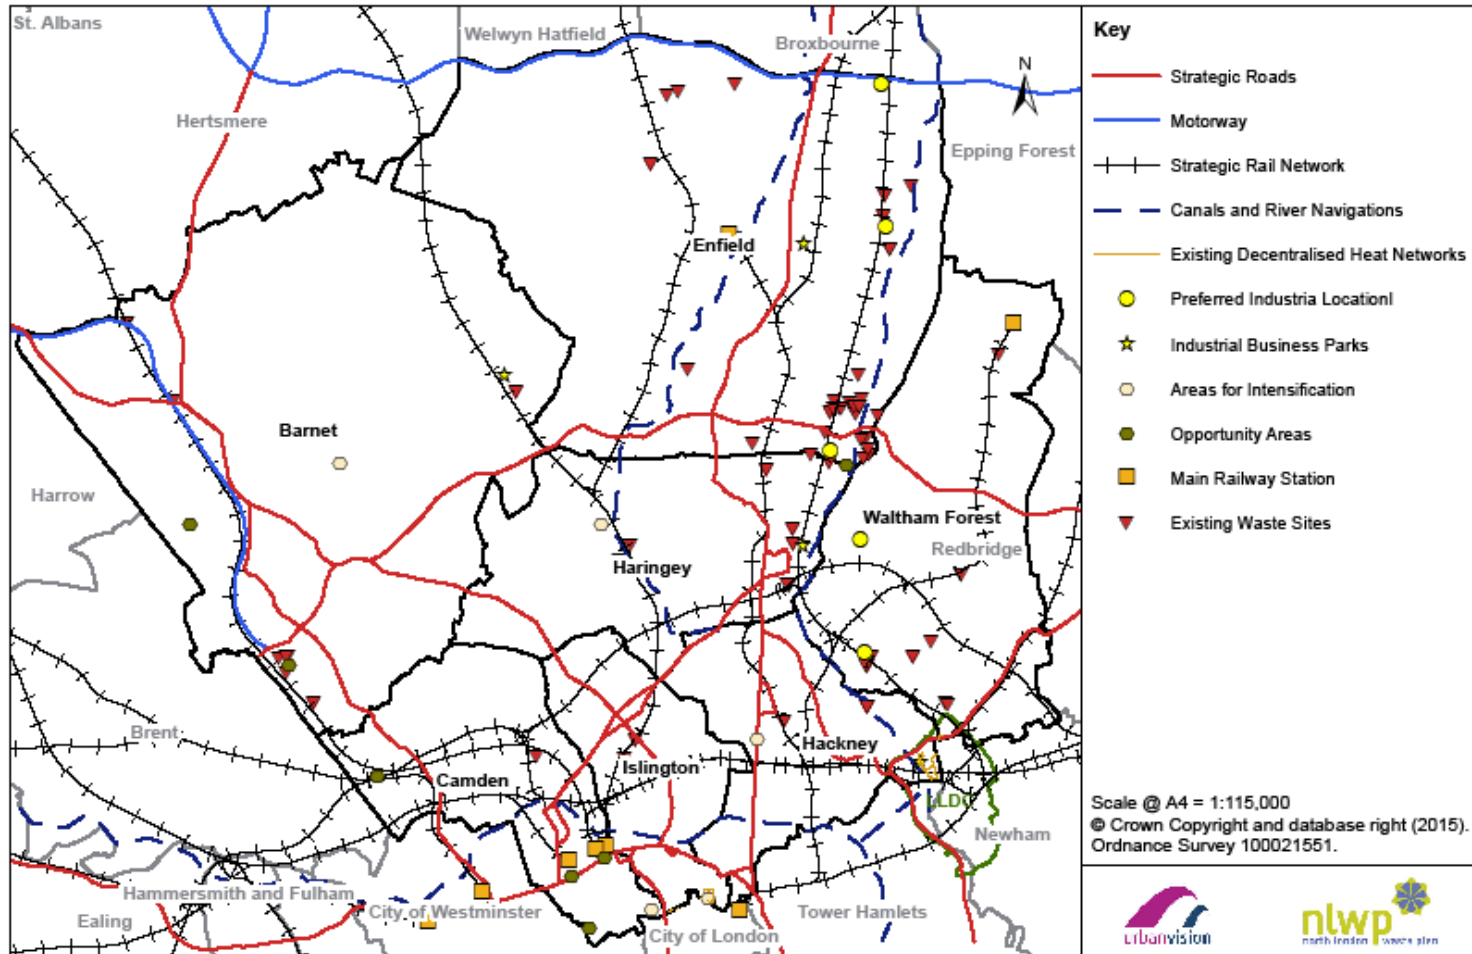 St. Albans
Welwyn Hatfield
Broxbourne
Hertsmere
Epping Forest
Enfield
Barnet
Harrow
Waltham Forest
Redbridge
Haringey
Brent
Hackney
Islington
Camden
LLDC
Newham
Hammersmith and Fulham
City of Westminster
Tower Hamlets
Ealing
City of London
N
Key
Strategic Roads
Motorway
Strategic Rail Network
Canals and River Navigations
Existing Decentralised Heat Networks
Preferred Industria Locationl
Industrial Business Parks
Areas for Intensification
Opportunity Areas
Main Railway Station
Existing Waste Sites
Scale @ A4 = 1:115,000
© Crown Copyright and database right (2015).
Ordnance Survey 100021551.
urbanvision
nlwp
north london waste plan